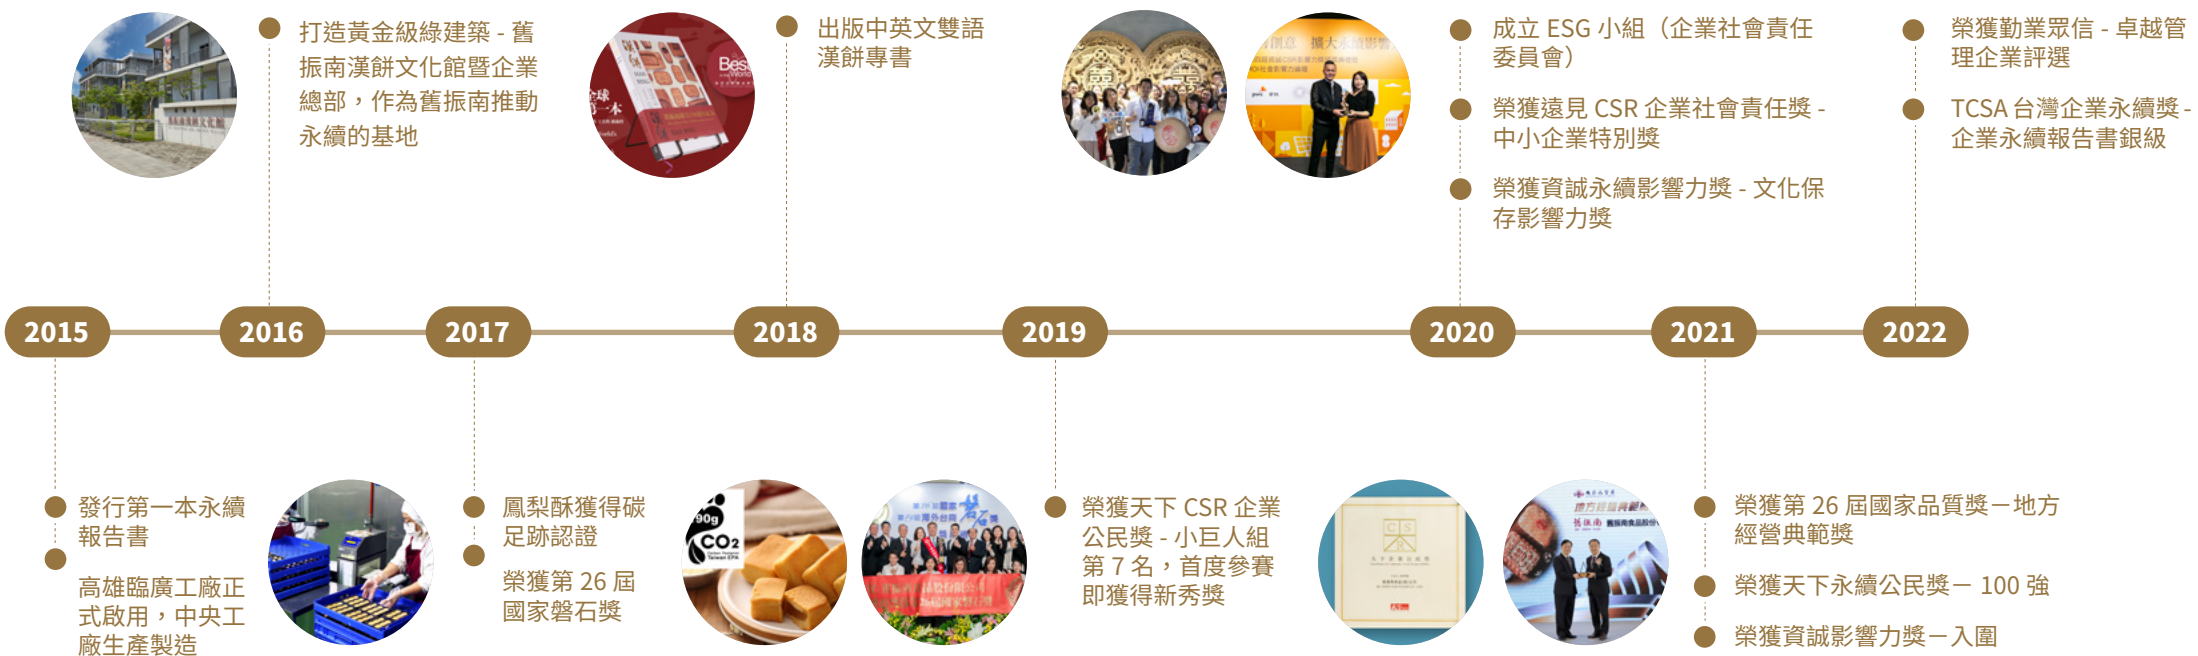 打造黃金級綠建築 - 舊
振南漢餅文化館暨企業
總部，作為舊振南推動
永續的基地
出版中英文雙語
漢餅專書
成立 ESG 小組（企業社會責任
委員會）
榮獲遠見 CSR 企業社會責任獎 -
中小企業特別獎
榮獲資誠永續影響力獎 - 文化保
存影響力獎
榮獲勤業眾信 - 卓越管
理企業評選
TCSA 台灣企業永續獎 -
企業永續報告書銀級
Best
擴大永續影響
2015
2016
2017
2018
2019
2020
2021
2022
發行第一本永續
報告書
高雄臨廣工廠正
式啟用，中央工
廠生產製造
鳳梨酥獲得碳
足跡認證
榮獲第 26 屆
國家磐石獎
90g
CO2
榮獲天下 CSR 企業
公民獎 - 小巨人組
第 7 名，首度參賽
即獲得新秀獎
C S
R
榮獲第 26 屆國家品質獎－地方
經營典範獎
榮獲天下永續公民獎－ 100 強
榮獲資誠影響力獎－入圍